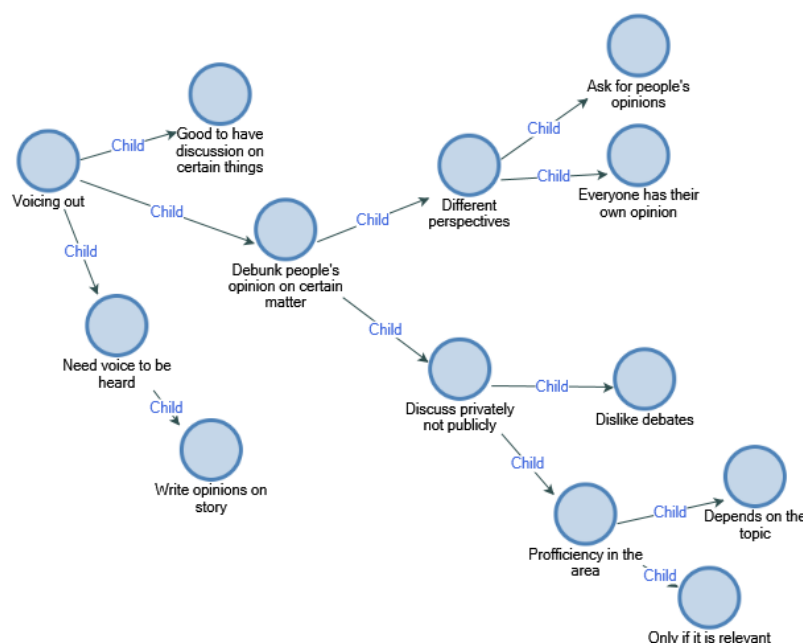 Ask for people's
opinions
Child
Good to have
discussion on
certain things
Child
Voicing out
Child
Different
perspectives
Child
Everyone has their
own opinion
Child
Child
Debunk people's
opinion on certain
matter
Child
Need voice to be
heard
Child
Child
Discuss privately
not publicly
Child
Dislike debates
Child
Write opinions on
story
Child
Depends on the
topic
Child
Profficiency in the
area
Child
Only if it is relevant